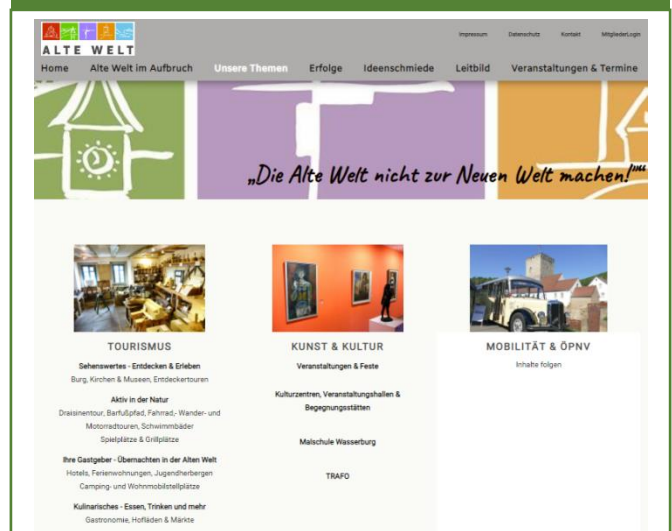 ALTE WELT
Impressum Datenschutz Kontakt MitgliederLogin
Home Alte Welt im Aufbruch Unsere Themen Erfolge Ideenschmiede Leitbild Veranstaltungen & Termine
„Die Alte Welt nicht zur Neuen Welt machen!"“
TOURISMUS
Sehenswertes - Entdecken & Erleben
Burg, Kirchen & Museen, Entdeckertouren
Aktiv in der Natur
Draisinentour, Barfußpfad, Fahrrad,- Wander- und
Motorradtouren, Schwimmbäder
Spielplätze & Grillplätze
Ihre Gastgeber - Übernachten in der Alten Welt
Hotels, Ferienwohnungen, Jugendherbergen
Camping- und Wohnmobilstellplätze
Kulinarisches - Essen, Trinken und mehr
Gastronomie, Hofläden & Märkte
KUNST & KULTUR
Veranstaltungen & Feste
Kulturzentren, Veranstaltungshallen &
Begegnungsstätten
Malschule Wasserburg
TRAFO
MOBILITÄT & ÖPNV
Inhalte folgen